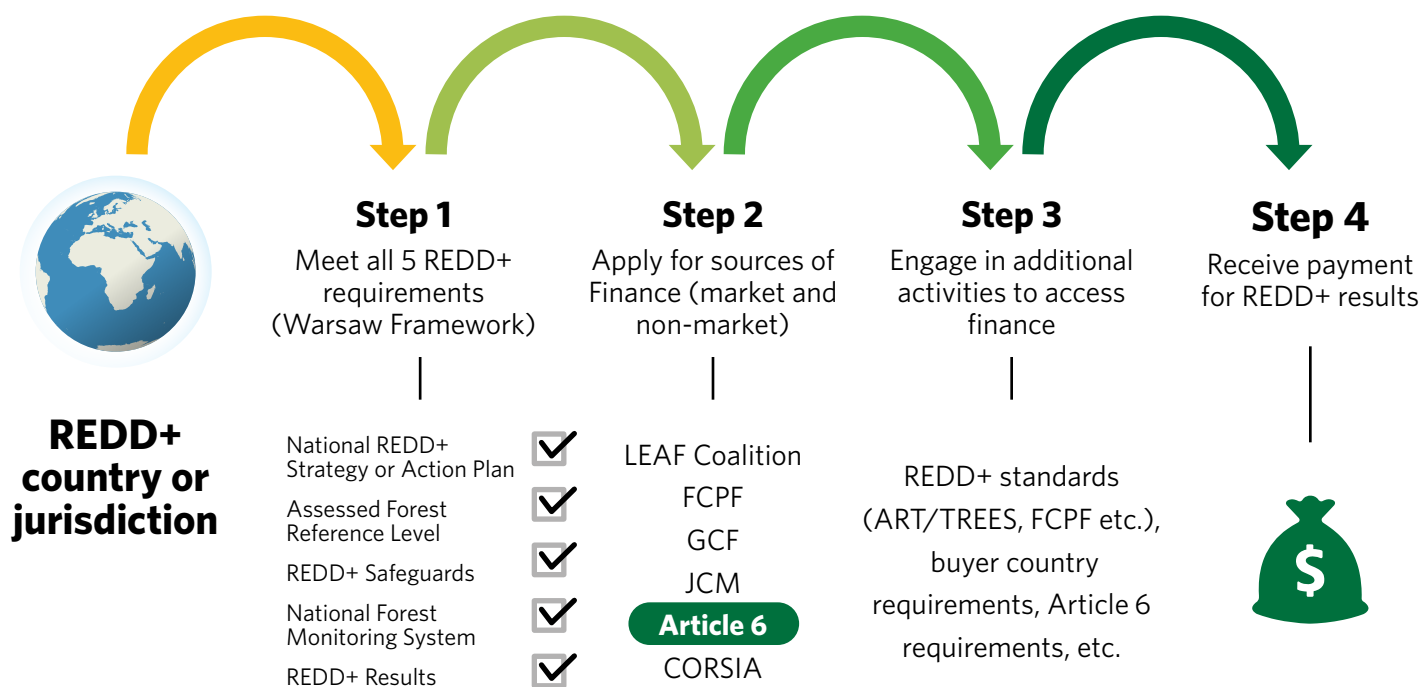 REDD+
country or
jurisdiction
Step 1
Meet all 5 REDD+
requirements
(Warsaw Framework)
National REDD+
Strategy or Action Plan
Assessed Forest
Reference Level
REDD+ Safeguards
National Forest
Monitoring System
REDD+ Results
Step 2
Apply for sources of
Finance (market and
non-market)
LEAF Coalition
FCPF
GCF
JCM
Article 6
CORSIA
Step 3
Engage in additional
activities to access
finance
REDD+ standards
(ART/TREES, FCPF etc.),
buyer country
requirements, Article 6
requirements, etc.
Step 4
Receive payment
for REDD+ results
$